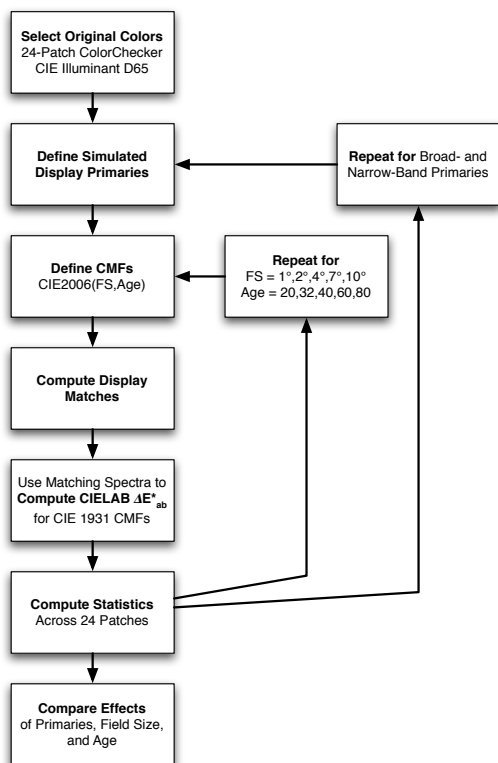 Select Original Colors
24-Patch ColorChecker
CIE Illuminant D65
Define Simulated
Display Primaries
Repeat for Broad- and
Narrow-Band Primaries
Define CMFs
CIE2006(FS,Age)
Repeat for
FS = 1°,2°,4°,7°,10°
Age = 20,32,40,60,80
Compute Display
Matches
Use Matching Spectra to
Compute CIELAB ΔE*ab
for CIE 1931 CMFs
Compute Statistics
Across 24 Patches
Compare Effects
of Primaries, Field Size,
and Age